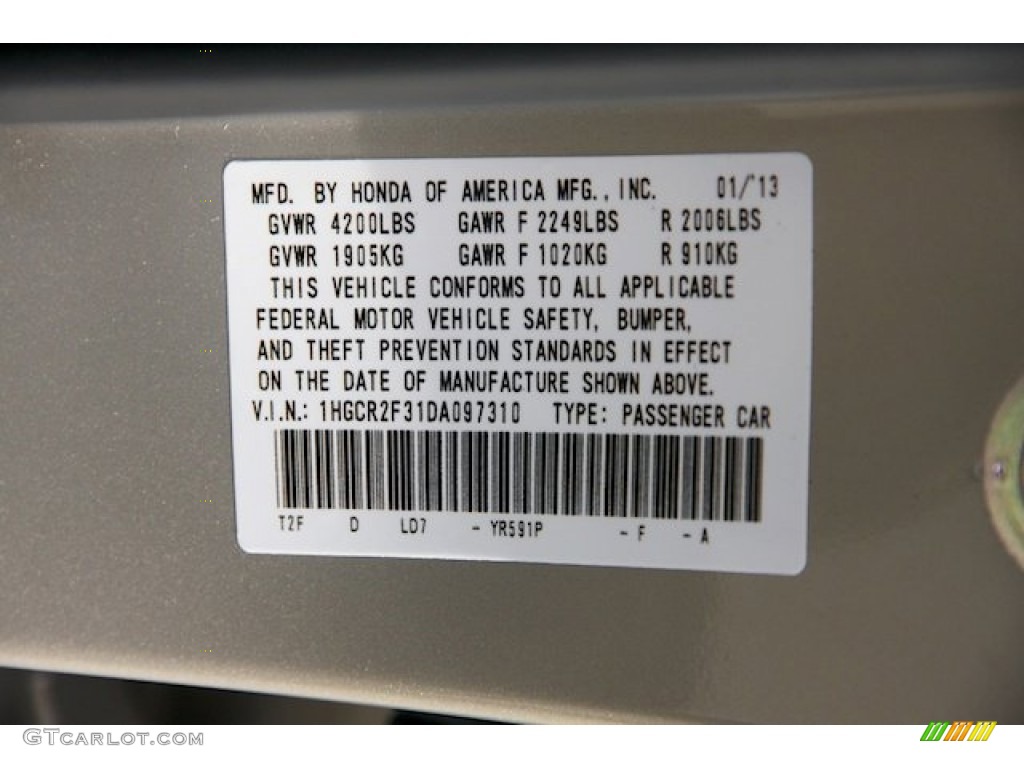 MFD. BY HONDA OF AMERICA MFG., INC. 01/'13
GVWR 4200LBS GAWR F 2249LBS R 2006LBS
GVWR 1905KG GAWR F 1020KG R 910KG
THIS VEHICLE CONFORMS TO ALL APPLICABLE
FEDERAL MOTOR VEHICLE SAFETY, BUMPER,
AND THEFT PREVENTION STANDARDS IN EFFECT
ON THE DATE OF MANUFACTURE SHOWN ABOVE.
V.I.N.: 1HGCR2F31DA097310 TYPE: PASSENGER CAR
T2F D LD7 - YR591P - F - A
GTCARLOT.COM